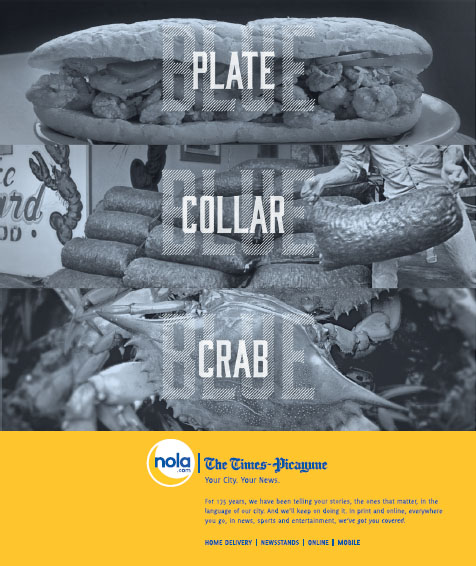 BLUE
PLATE
c
ard
OO'
BLUE
COLLAR
BLUE
CRAB
nola
.com
The Times-Picayune
Your City. Your News.
For 175 years, we have been telling your stories, the ones that matter, in the
language of our city. And we'll keep on doing it. In print and online, everywhere
you go, in news, sports and entertainment, we've got you covered.
HOME DELIVERY | NEWSSTANDS | ONLINE | MOBILE